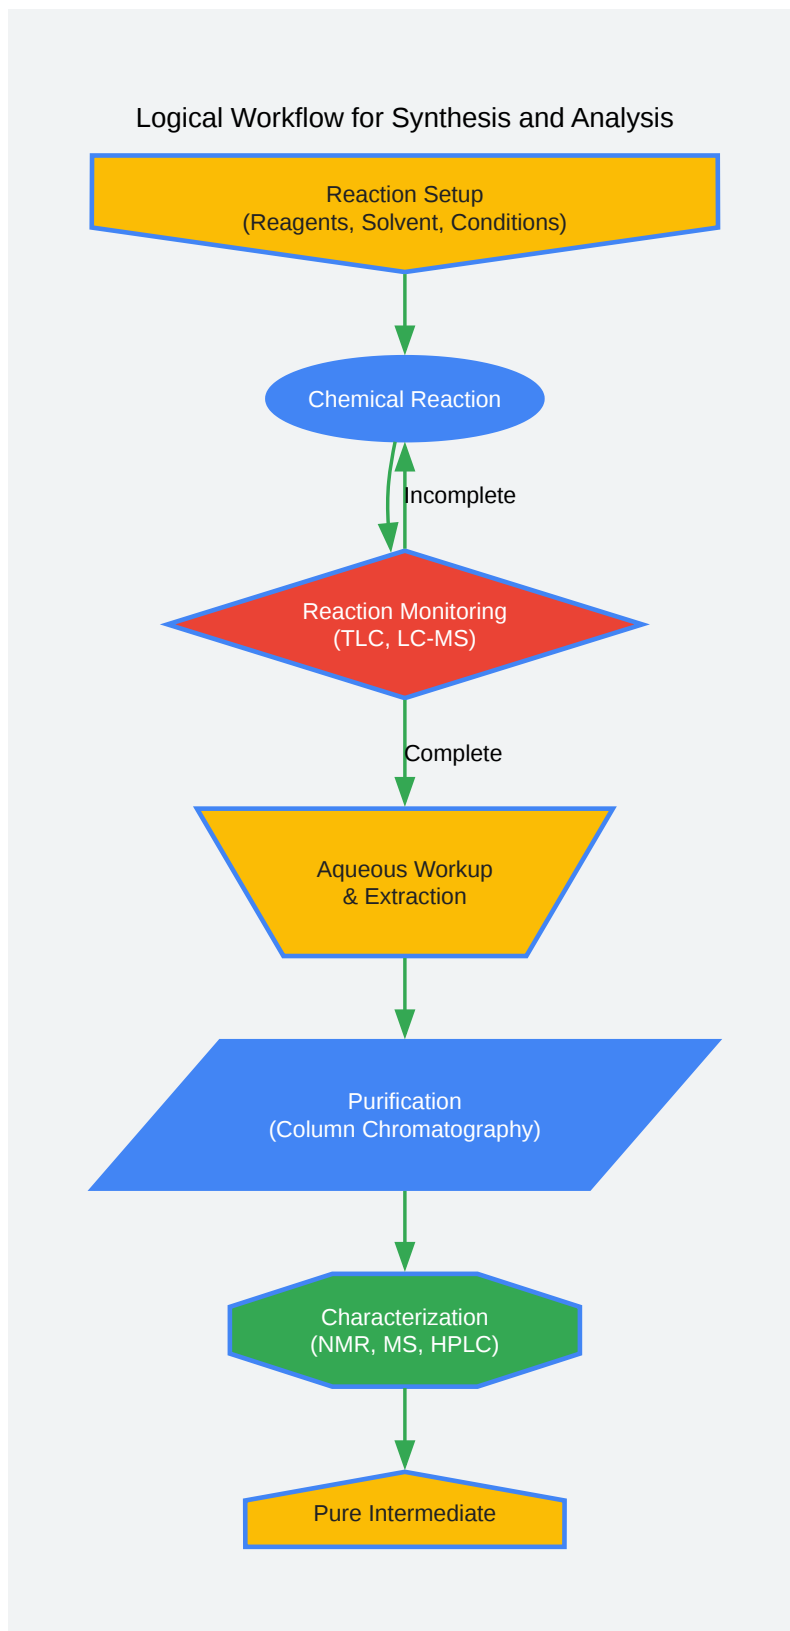 Logical Workflow for Synthesis and Analysis
Reaction Setup
(Reagents, Solvent, Conditions)
Chemical Reaction
Incomplete
Reaction Monitoring
(TLC, LC-MS)
Complete
Aqueous Workup
& Extraction
Purification
(Column Chromatography)
Characterization
(NMR, MS, HPLC)
Pure Intermediate